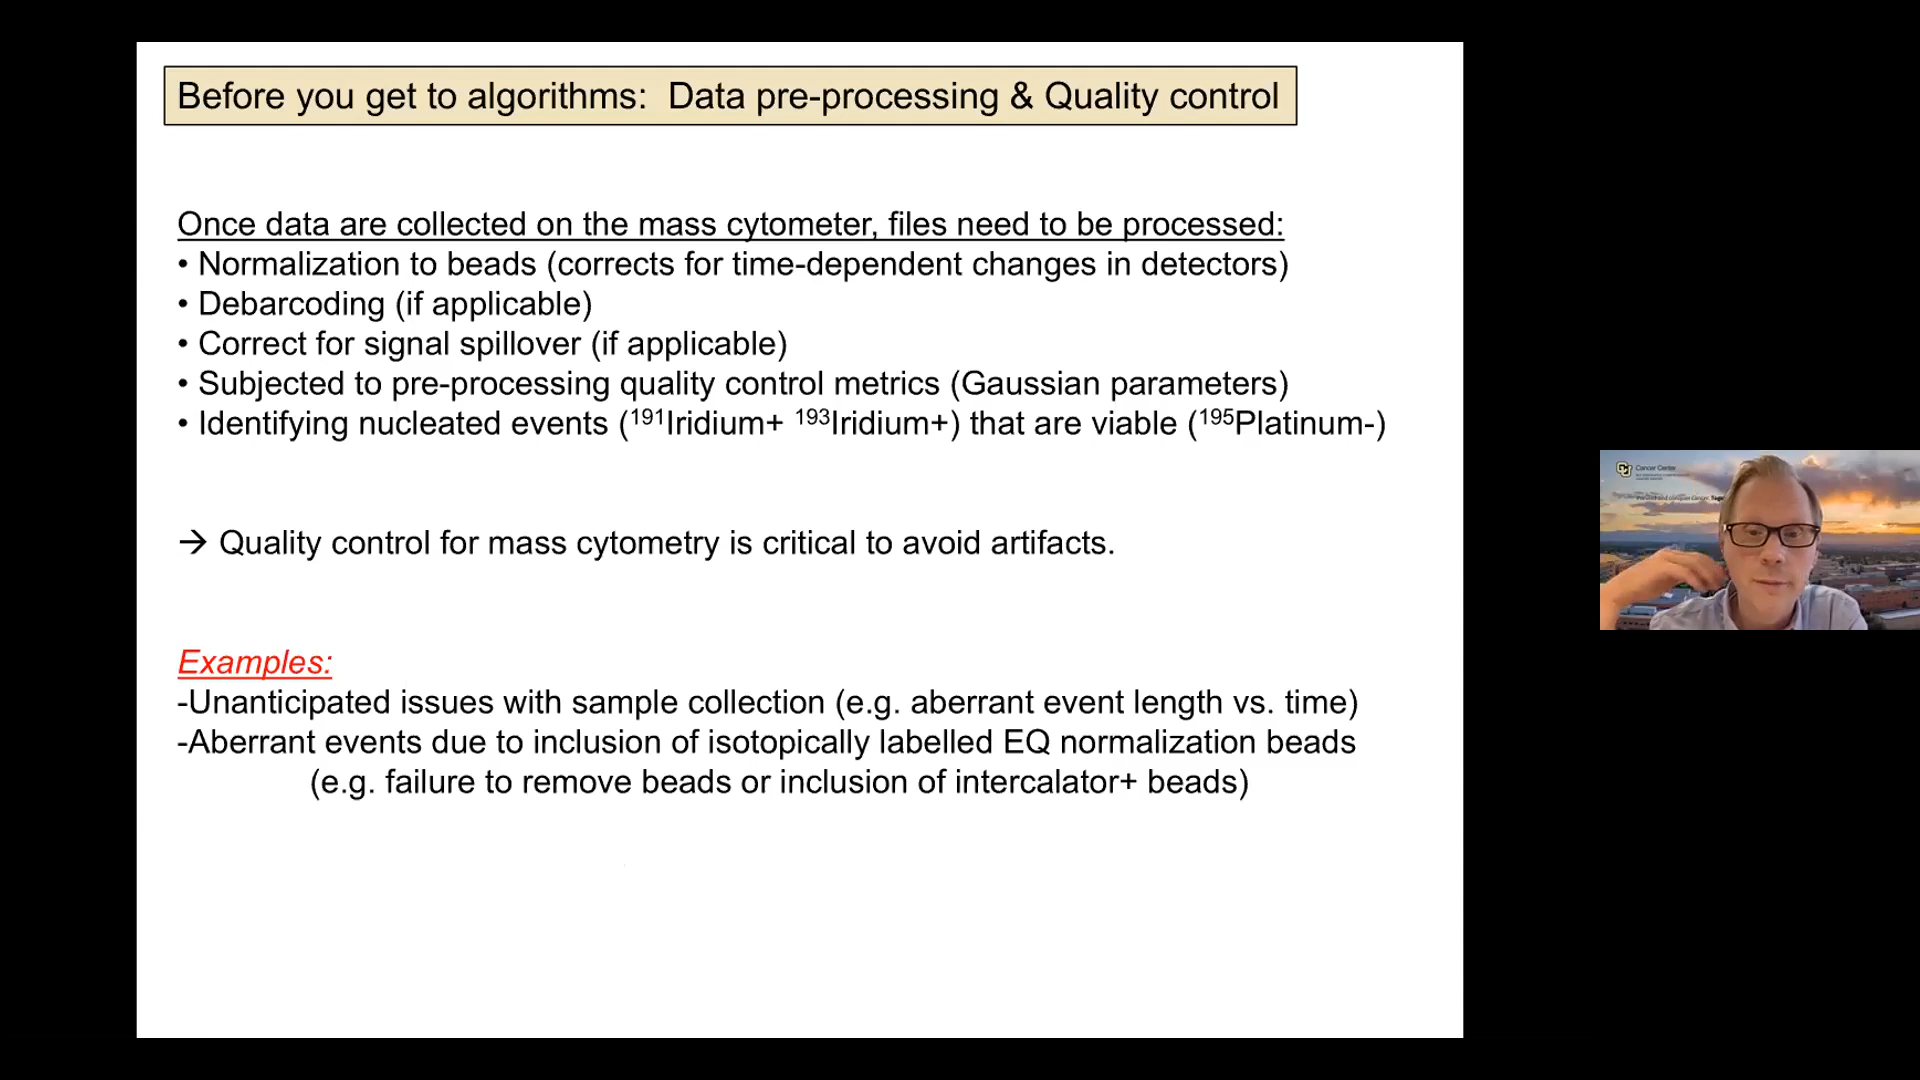 Before you get to algorithms: Data pre-processing & Quality control
Once data are collected on the mass cytometer, files need to be processed:
• Normalization to beads (corrects for time-dependent changes in detectors)
• Debarcoding (if applicable)
• Correct for signal spillover (if applicable)
• Subjected to pre-processing quality control metrics (Gaussian parameters)
• Identifying nucleated events (¹⁹¹Iridium+ ¹⁹³Iridium+) that are viable (¹⁹⁵Platinum-)
→ Quality control for mass cytometry is critical to avoid artifacts.
Examples:
-Unanticipated issues with sample collection (e.g. aberrant event length vs. time)
-Aberrant events due to inclusion of isotopically labelled EQ normalization beads
(e.g. failure to remove beads or inclusion of intercalator+ beads)
Cancer Center